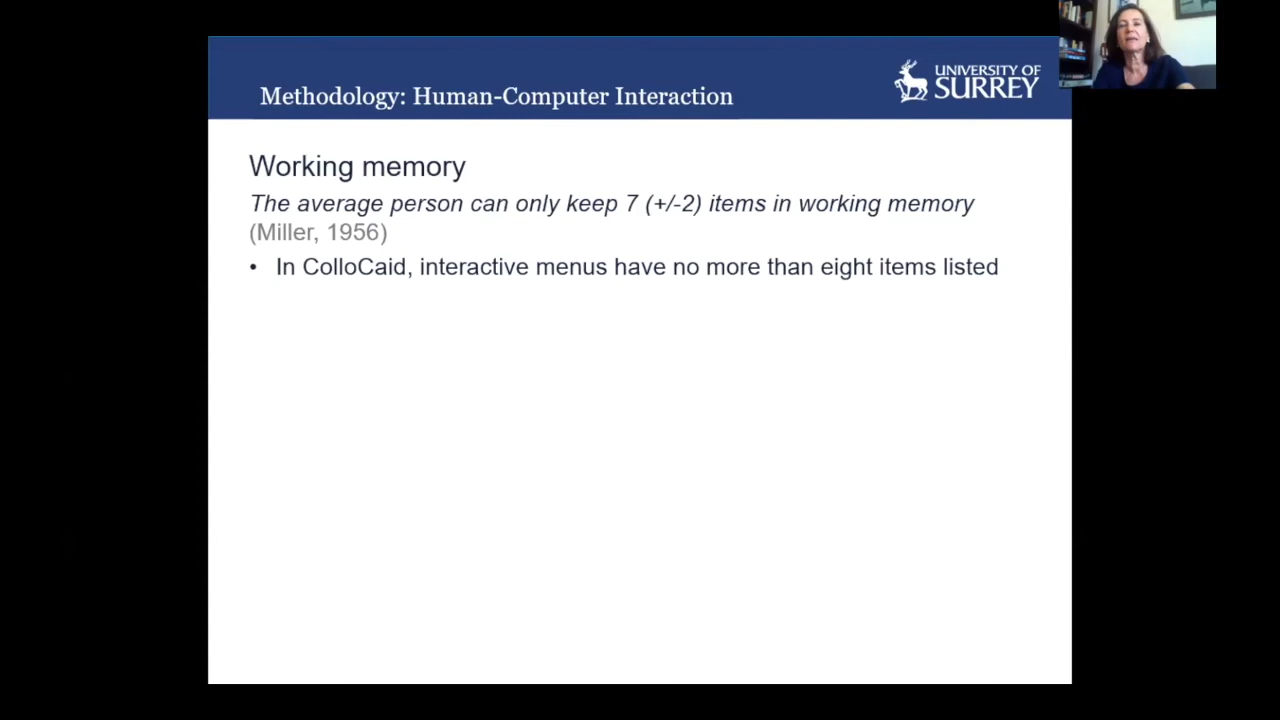 Methodology: Human-Computer Interaction
UNIVERSITY OF
SURREY
Working memory
The average person can only keep 7 (+/-2) items in working memory
(Miller, 1956)
• In ColloCaid, interactive menus have no more than eight items listed